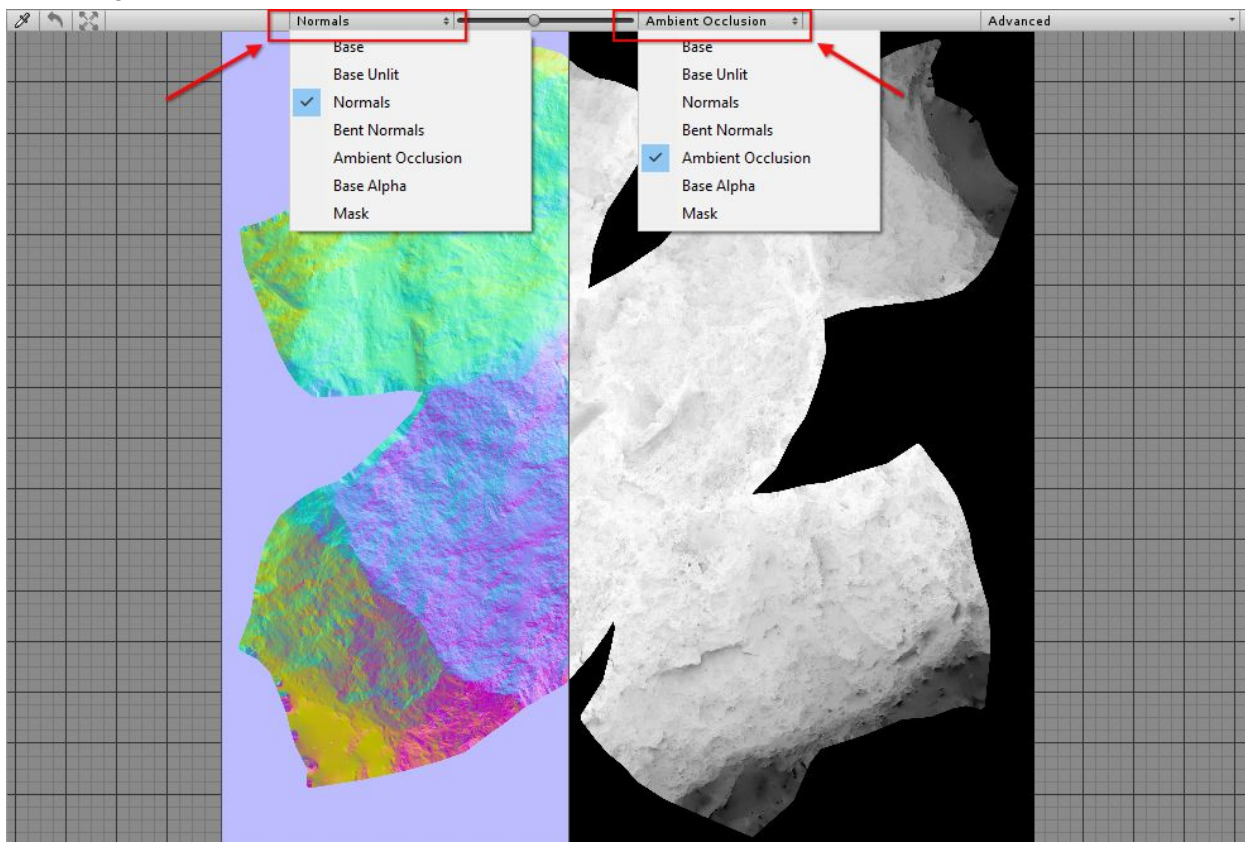 Normals
Ambient Occlusion
Advanced
Base
Base Unlit
Normals
Bent Normals
Ambient Occlusion
Base Alpha
Mask
Base
Base Unlit
Normals
Bent Normals
Ambient Occlusion
Base Alpha
Mask